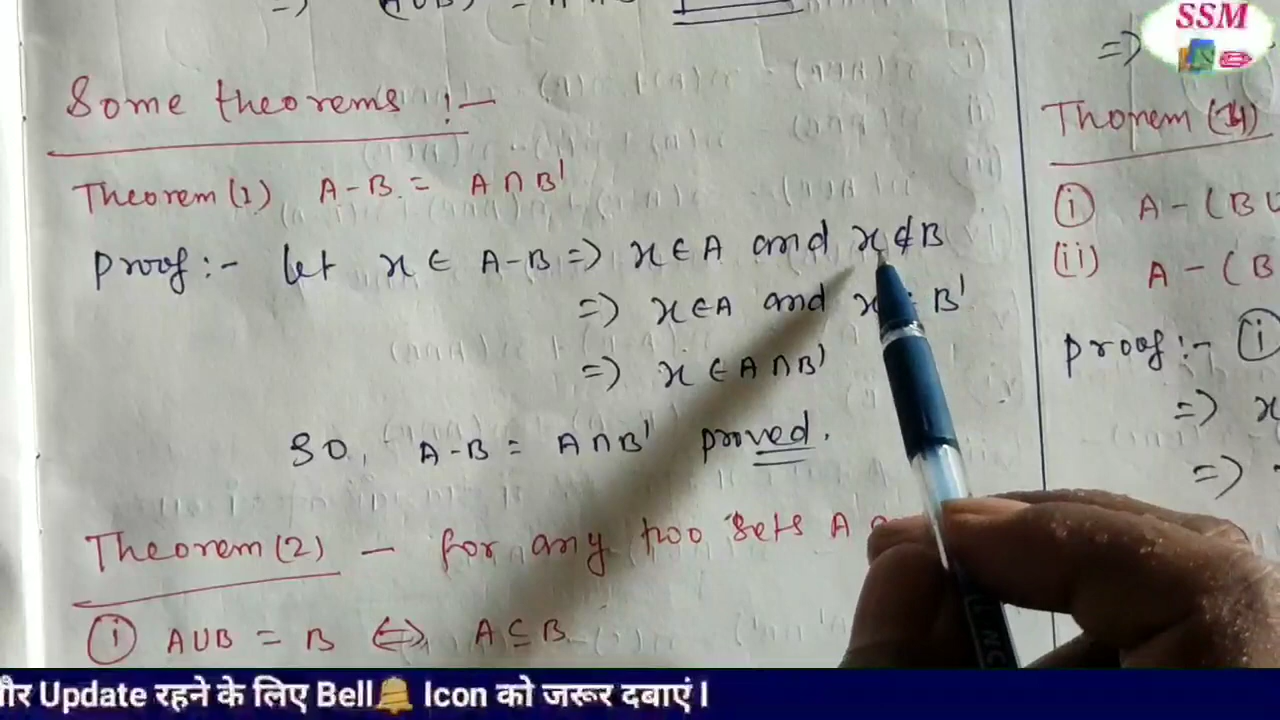 Some theorems :-
Theorem (1) A-B = A∩B'
Proof:- let x ∈ A-B => x ∈ A and x ∉ B
=> x ∈ A and x B'
=> x ∈ A∩B'
SO, A-B = A∩B' proved.
Theorem (2) - for any two sets A
(i) A∪B = B <=> A⊆B
SSM
=>
Thorem
(i) A-(B∪
(ii) A-(B
Proof:- (i)
=> x
=>
और Update रहने के लिए Bell🔔 Icon को जरूर दबाएं।